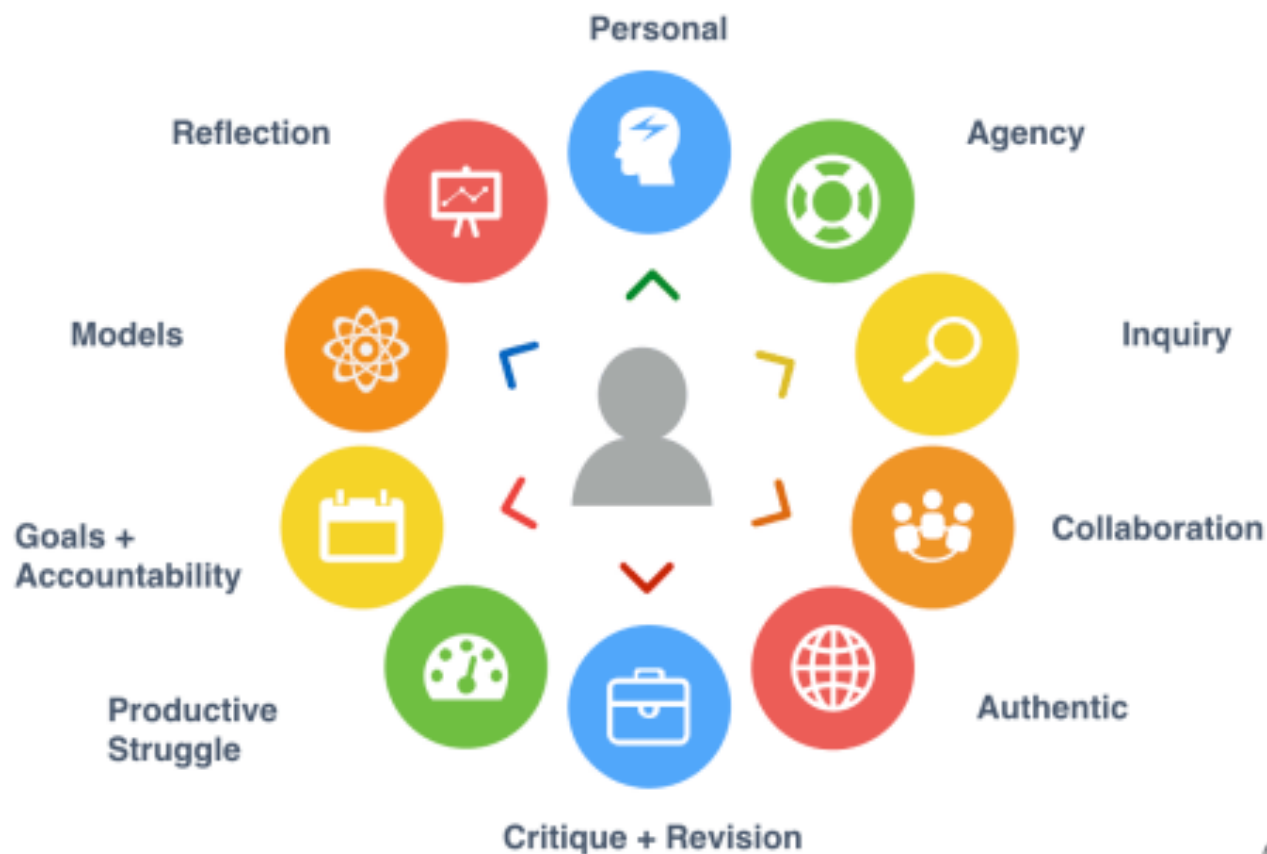 Personal
Reflection
Agency
Models
Inquiry
Goals +
Accountability
Collaboration
Productive
Struggle
Authentic
Critique + Revision